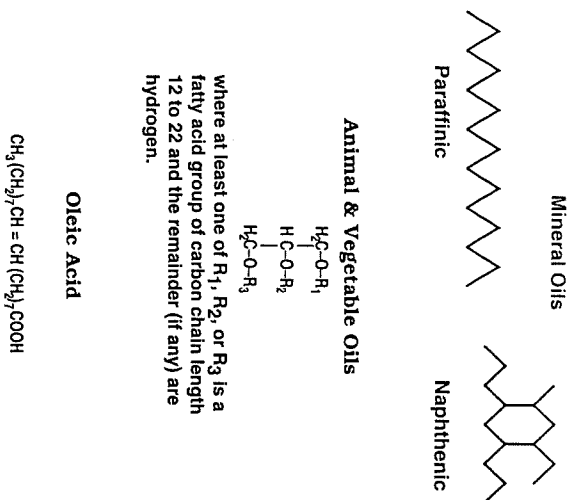 Mineral Oils
Paraffinic
Naphthenic
Animal & Vegetable Oils
H₂C–O–R₁
H C–O–R₂
H₂C–O–R₃
where at least one of R₁, R₂, or R₃ is a
fatty acid group of carbon chain length
12 to 22 and the remainder (if any) are
hydrogen.
Oleic Acid
CH₃(CH₂)₇CH = CH(CH₂)₇COOH